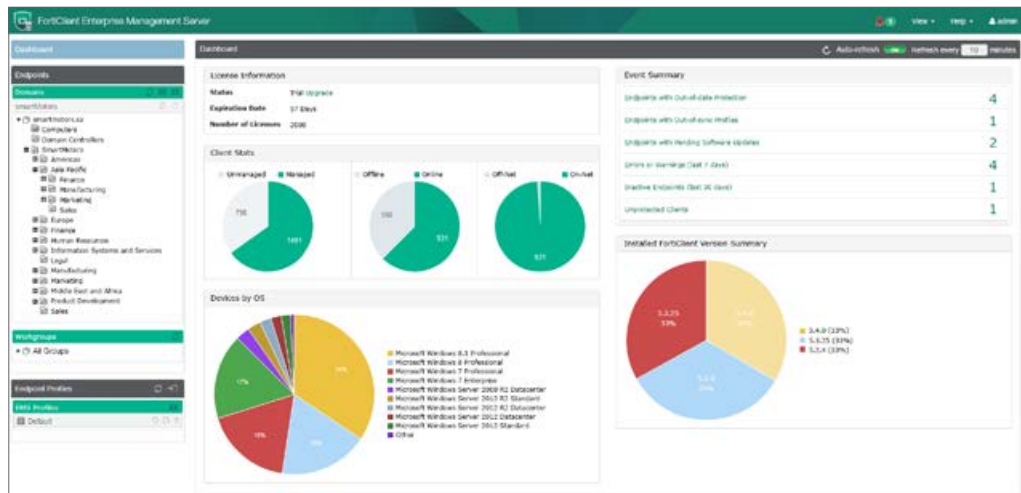 FortiClient Enterprise Management Server
1
View
Help
admin
Dashboard
Dashboard
Auto-refresh
Refresh every 10 minutes
Endpoints
Domains
smartmotors
smartmotors.ca
Computers
Domain Controllers
SmartMotors
Americas
Asia Pacific
Finance
Manufacturing
Marketing
Sales
Europe
Finance
Human Resources
Information Systems and Services
Legal
Manufacturing
Marketing
Middle East and Africa
Product Development
Sales
Workgroups
All Groups
Endpoint Profiles
EMS Profiles
Default
License Information
Status Trial Upgrade
Expiration Date 57 Days
Number of Licenses
Client Stats
Unmanaged Managed
Offline Online
Off-Net On-Net
931
931
Devices by OS
Microsoft Windows 8.1 Professional
Microsoft Windows 8 Professional
Microsoft Windows 7 Professional
Microsoft Windows 7 Enterprise
Microsoft Windows Server 2008 R2 Datacenter
Microsoft Windows Server 2012 R2 Standard
Microsoft Windows Server 2012 R2 Datacenter
Microsoft Windows Server 2012 Datacenter
Microsoft Windows Server 2012 Standard
Other
Event Summary
Endpoints with Out-of-date Protection 4
Endpoints with Out-of-sync Profiles 1
Endpoints with Pending Software Updates 2
Errors or Warnings (last 7 days) 4
Inactive Endpoints (last 30 days) 1
Unprotected Clients 1
Installed FortiClient Version Summary
33%
(33%)
(33%)
(33%)